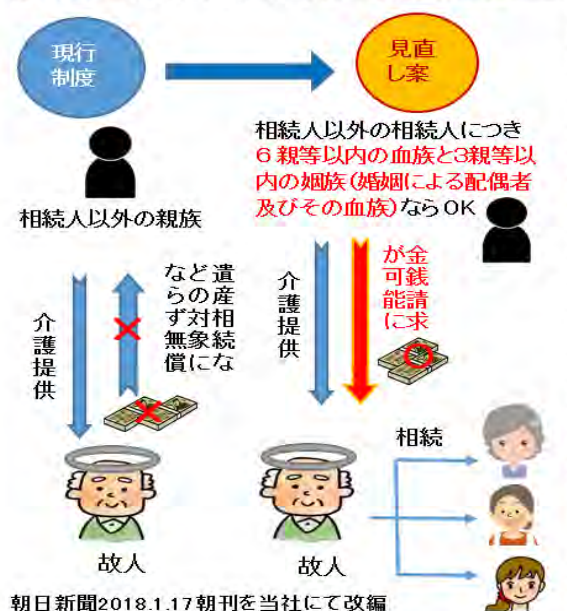 現行
制度
見直
し案
相続人以外の親族
相続人以外の相続人につき
6親等以内の血族と3親等以
内の姻族(婚姻による配偶者
及びその血族)ならOK
介護提供
遺産相続な
どの対象に
ならず無償
介護提供
金銭請求
が可能に
相続
故人
故人
朝日新聞2018.1.17朝刊を当社にて改編